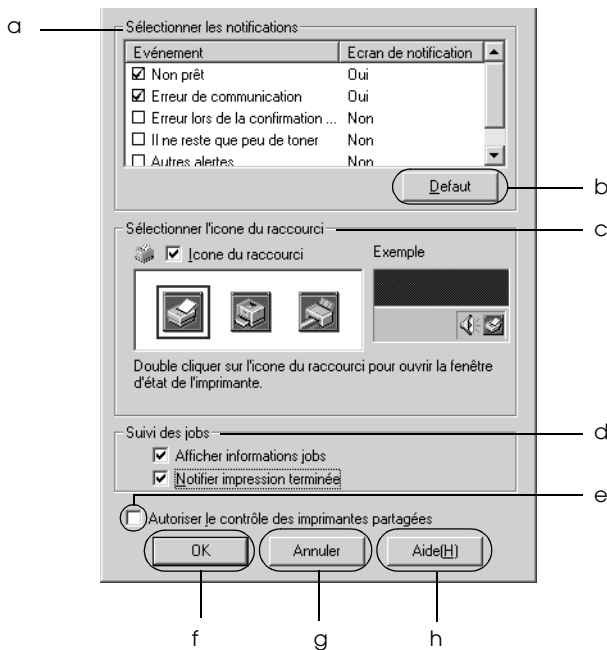 a
Sélectionner les notifications
Evénement Ecran de notification
Non prêt Oui
Erreur de communication Oui
Erreur lors de la confirmation ... Non
Il ne reste que peu de toner Non
Autres alertes Non
Defaut
b
Sélectionner l'icone du raccourci
c
Icone du raccourci
Exemple
Double cliquer sur l'icone du raccourci pour ouvrir la fenêtre
d'état de l'imprimante.
Suivi des jobs
d
Afficher informations jobs
Notifier impression terminée
e
Autoriser le contrôle des imprimantes partagées
OK Annuler Aide(H)
f g h